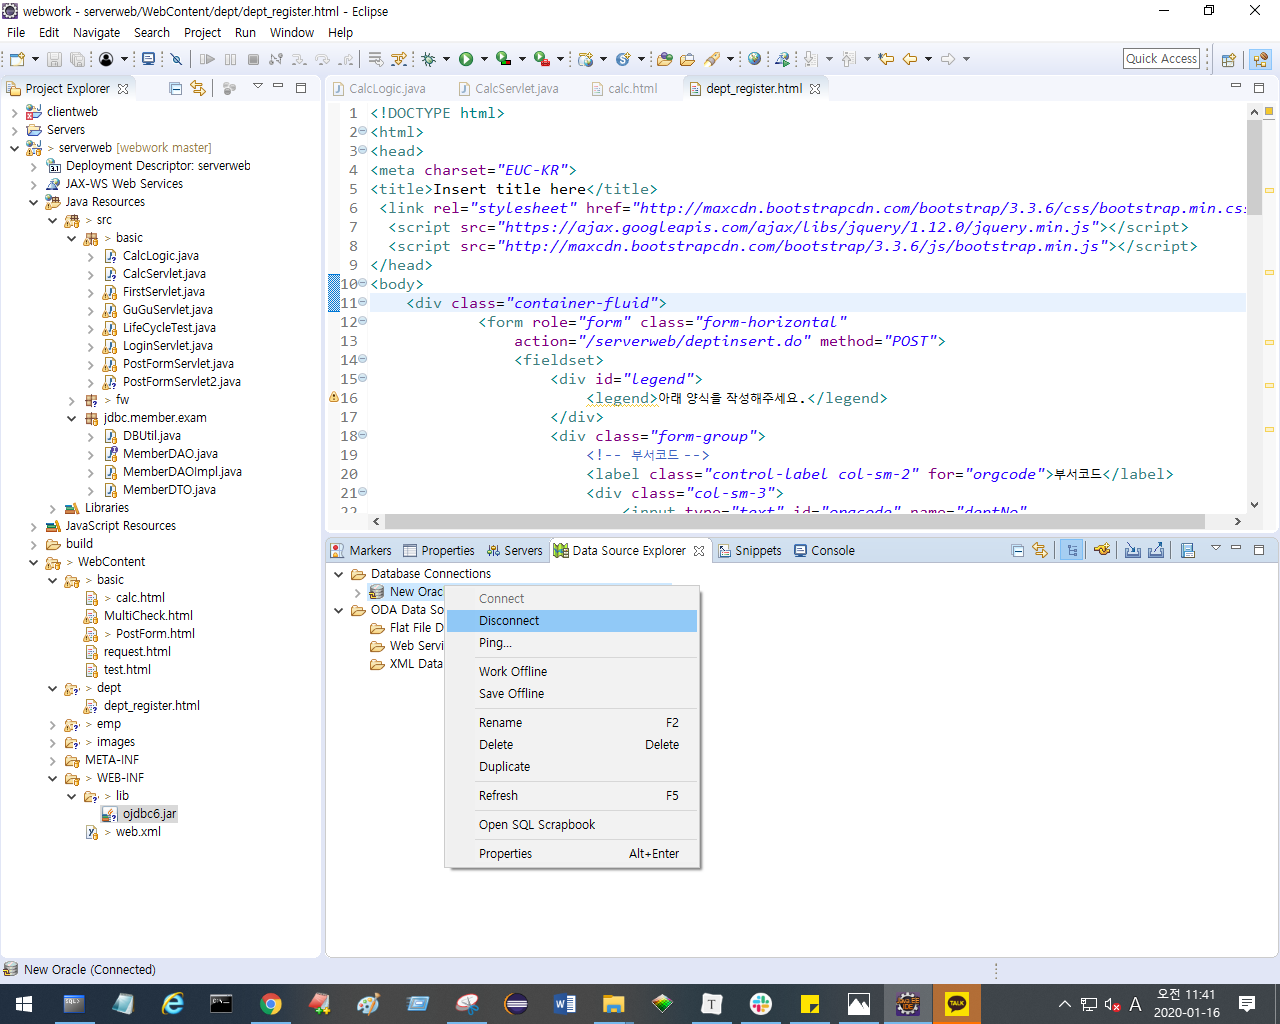 webwork - serverweb/WebContent/dept/dept_register.html - Eclipse
File Edit Navigate Search Project Run Window Help
Quick Access
Project Explorer
clientweb
Servers
> serverweb [webwork master]
Deployment Descriptor: serverweb
JAX-WS Web Services
Java Resources
> src
> basic
CalcLogic.java
CalcServlet.java
FirstServlet.java
GuGuServlet.java
LifeCycleTest.java
LoginServlet.java
PostFormServlet.java
PostFormServlet2.java
> fw
jdbc.member.exam
DBUtil.java
MemberDAO.java
MemberDAOImpl.java
MemberDTO.java
Libraries
JavaScript Resources
build
> WebContent
> basic
> calc.html
MultiCheck.html
> PostForm.html
request.html
test.html
> dept
dept_register.html
> emp
> images
META-INF
> WEB-INF
> lib
ojdbc6.jar
> web.xml
CalcLogic.java CalcServlet.java calc.html dept_register.html
1 <!DOCTYPE html>
2 <html>
3 <head>
4 <meta charset="EUC-KR">
5 <title>Insert title here</title>
6 <link rel="stylesheet" href="http://maxcdn.bootstrapcdn.com/bootstrap/3.3.6/css/bootstrap.min.cs
7 <script src="https://ajax.googleapis.com/ajax/libs/jquery/1.12.0/jquery.min.js"></script>
8 <script src="http://maxcdn.bootstrapcdn.com/bootstrap/3.3.6/js/bootstrap.min.js"></script>
9 </head>
10 <body>
11 <div class="container-fluid">
12 <form role="form" class="form-horizontal"
13 action="/serverweb/deptinsert.do" method="POST">
14 <fieldset>
15 <div id="legend">
16 <legend>아래 양식을 작성해주세요.</legend>
17 </div>
18 <div class="form-group">
19 <!-- 부서코드 -->
20 <label class="control-label col-sm-2" for="orgcode">부서코드</label>
21 <div class="col-sm-3">
22 <input type="text" id="orgcode" name="deptNo"
Markers Properties Servers Data Source Explorer Snippets Console
Database Connections
New Orac
ODA Data So
Flat File D
Web Servi
XML Data
Connect
Disconnect
Ping...
Work Offline
Save Offline
Rename F2
Delete Delete
Duplicate
Refresh F5
Open SQL Scrapbook
Properties Alt+Enter
New Oracle (Connected)
A
오전 11:41
2020-01-16